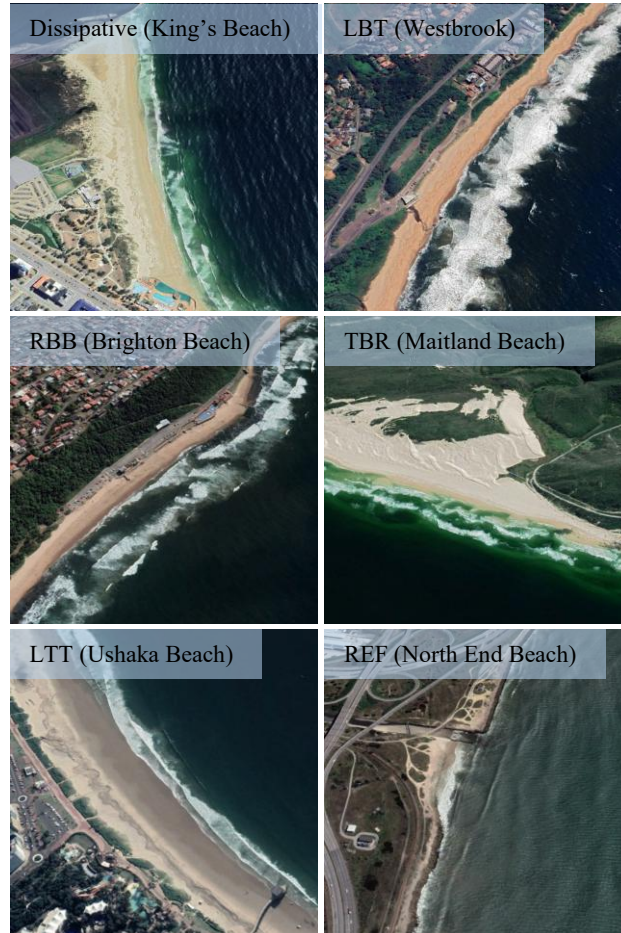 Dissipative (King’s Beach)
LBT (Westbrook)
RBB (Brighton Beach)
TBR (Maitland Beach)
LTT (Ushaka Beach)
REF (North End Beach)